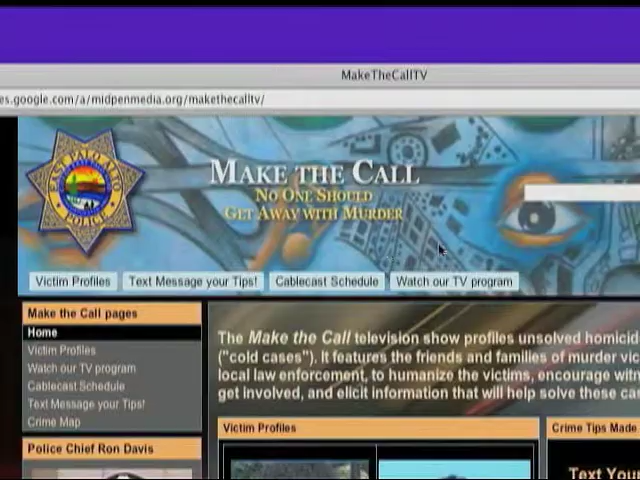 MakeTheCallTV
es.google.com/a/midpenmedia.org/makethecalltv/
EAST PALO ALTO
POLICE
MAKE THE CALL
NO ONE SHOULD
GET AWAY WITH MURDER
Victim Profiles
Text Message your Tips!
Cablecast Schedule
Watch our TV program
Make the Call pages
Home
Victim Profiles
Watch our TV program
Cablecast Schedule
Text Message your Tips!
Crime Map
Police Chief Ron Davis
The Make the Call television show profiles unsolved homicid
("cold cases"). It features the friends and families of murder vic
local law enforcement, to humanize the victims, encourage witn
get involved, and elicit information that will help solve these ca
Victim Profiles
Crime Tips Made
Text You